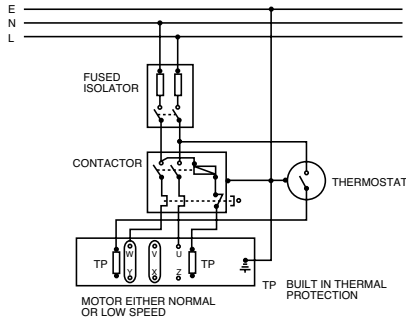 E
N
L
FUSED
ISOLATOR
CONTACTOR
THERMOSTAT
TP
W
Y
V
X
U
Z
TP
TP BUILT IN THERMAL
PROTECTION
MOTOR EITHER NORMAL
OR LOW SPEED